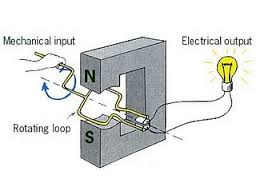 Mechanical input
Electrical output
N
Rotating loop
S